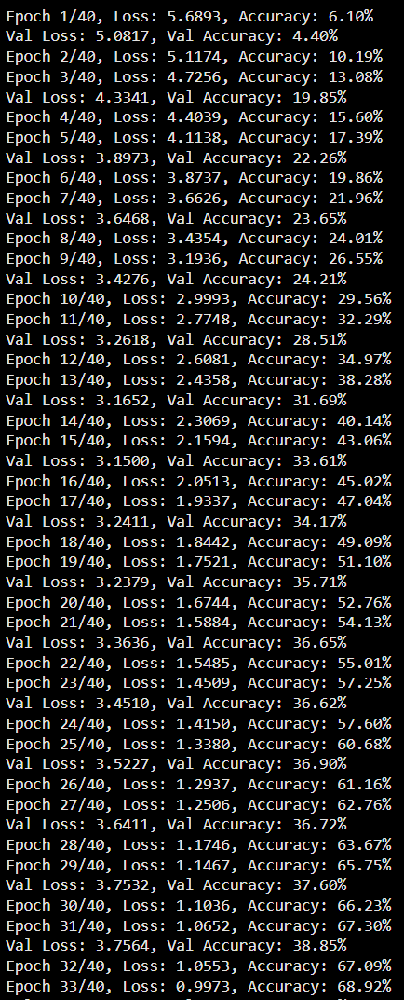 Epoch 1/40, Loss: 5.6893, Accuracy: 6.10%
Val Loss: 5.0817, Val Accuracy: 4.40%
Epoch 2/40, Loss: 5.1174, Accuracy: 10.19%
Epoch 3/40, Loss: 4.7256, Accuracy: 13.08%
Val Loss: 4.3341, Val Accuracy: 19.85%
Epoch 4/40, Loss: 4.4039, Accuracy: 15.60%
Epoch 5/40, Loss: 4.1138, Accuracy: 17.39%
Val Loss: 3.8973, Val Accuracy: 22.26%
Epoch 6/40, Loss: 3.8737, Accuracy: 19.86%
Epoch 7/40, Loss: 3.6626, Accuracy: 21.96%
Val Loss: 3.6468, Val Accuracy: 23.65%
Epoch 8/40, Loss: 3.4354, Accuracy: 24.01%
Epoch 9/40, Loss: 3.1936, Accuracy: 26.55%
Val Loss: 3.4276, Val Accuracy: 24.21%
Epoch 10/40, Loss: 2.9993, Accuracy: 29.56%
Epoch 11/40, Loss: 2.7748, Accuracy: 32.29%
Val Loss: 3.2618, Val Accuracy: 28.51%
Epoch 12/40, Loss: 2.6081, Accuracy: 34.97%
Epoch 13/40, Loss: 2.4358, Accuracy: 38.28%
Val Loss: 3.1652, Val Accuracy: 31.69%
Epoch 14/40, Loss: 2.3069, Accuracy: 40.14%
Epoch 15/40, Loss: 2.1594, Accuracy: 43.06%
Val Loss: 3.1500, Val Accuracy: 33.61%
Epoch 16/40, Loss: 2.0513, Accuracy: 45.02%
Epoch 17/40, Loss: 1.9337, Accuracy: 47.04%
Val Loss: 3.2411, Val Accuracy: 34.17%
Epoch 18/40, Loss: 1.8442, Accuracy: 49.09%
Epoch 19/40, Loss: 1.7521, Accuracy: 51.10%
Val Loss: 3.2379, Val Accuracy: 35.71%
Epoch 20/40, Loss: 1.6744, Accuracy: 52.76%
Epoch 21/40, Loss: 1.5884, Accuracy: 54.13%
Val Loss: 3.3636, Val Accuracy: 36.65%
Epoch 22/40, Loss: 1.5485, Accuracy: 55.01%
Epoch 23/40, Loss: 1.4509, Accuracy: 57.25%
Val Loss: 3.4510, Val Accuracy: 36.62%
Epoch 24/40, Loss: 1.4150, Accuracy: 57.60%
Epoch 25/40, Loss: 1.3380, Accuracy: 60.68%
Val Loss: 3.5227, Val Accuracy: 36.90%
Epoch 26/40, Loss: 1.2937, Accuracy: 61.16%
Epoch 27/40, Loss: 1.2506, Accuracy: 62.76%
Val Loss: 3.6411, Val Accuracy: 36.72%
Epoch 28/40, Loss: 1.1746, Accuracy: 63.67%
Epoch 29/40, Loss: 1.1467, Accuracy: 65.75%
Val Loss: 3.7532, Val Accuracy: 37.60%
Epoch 30/40, Loss: 1.1036, Accuracy: 66.23%
Epoch 31/40, Loss: 1.0652, Accuracy: 67.30%
Val Loss: 3.7564, Val Accuracy: 38.85%
Epoch 32/40, Loss: 1.0553, Accuracy: 67.09%
Epoch 33/40, Loss: 0.9973, Accuracy: 68.92%